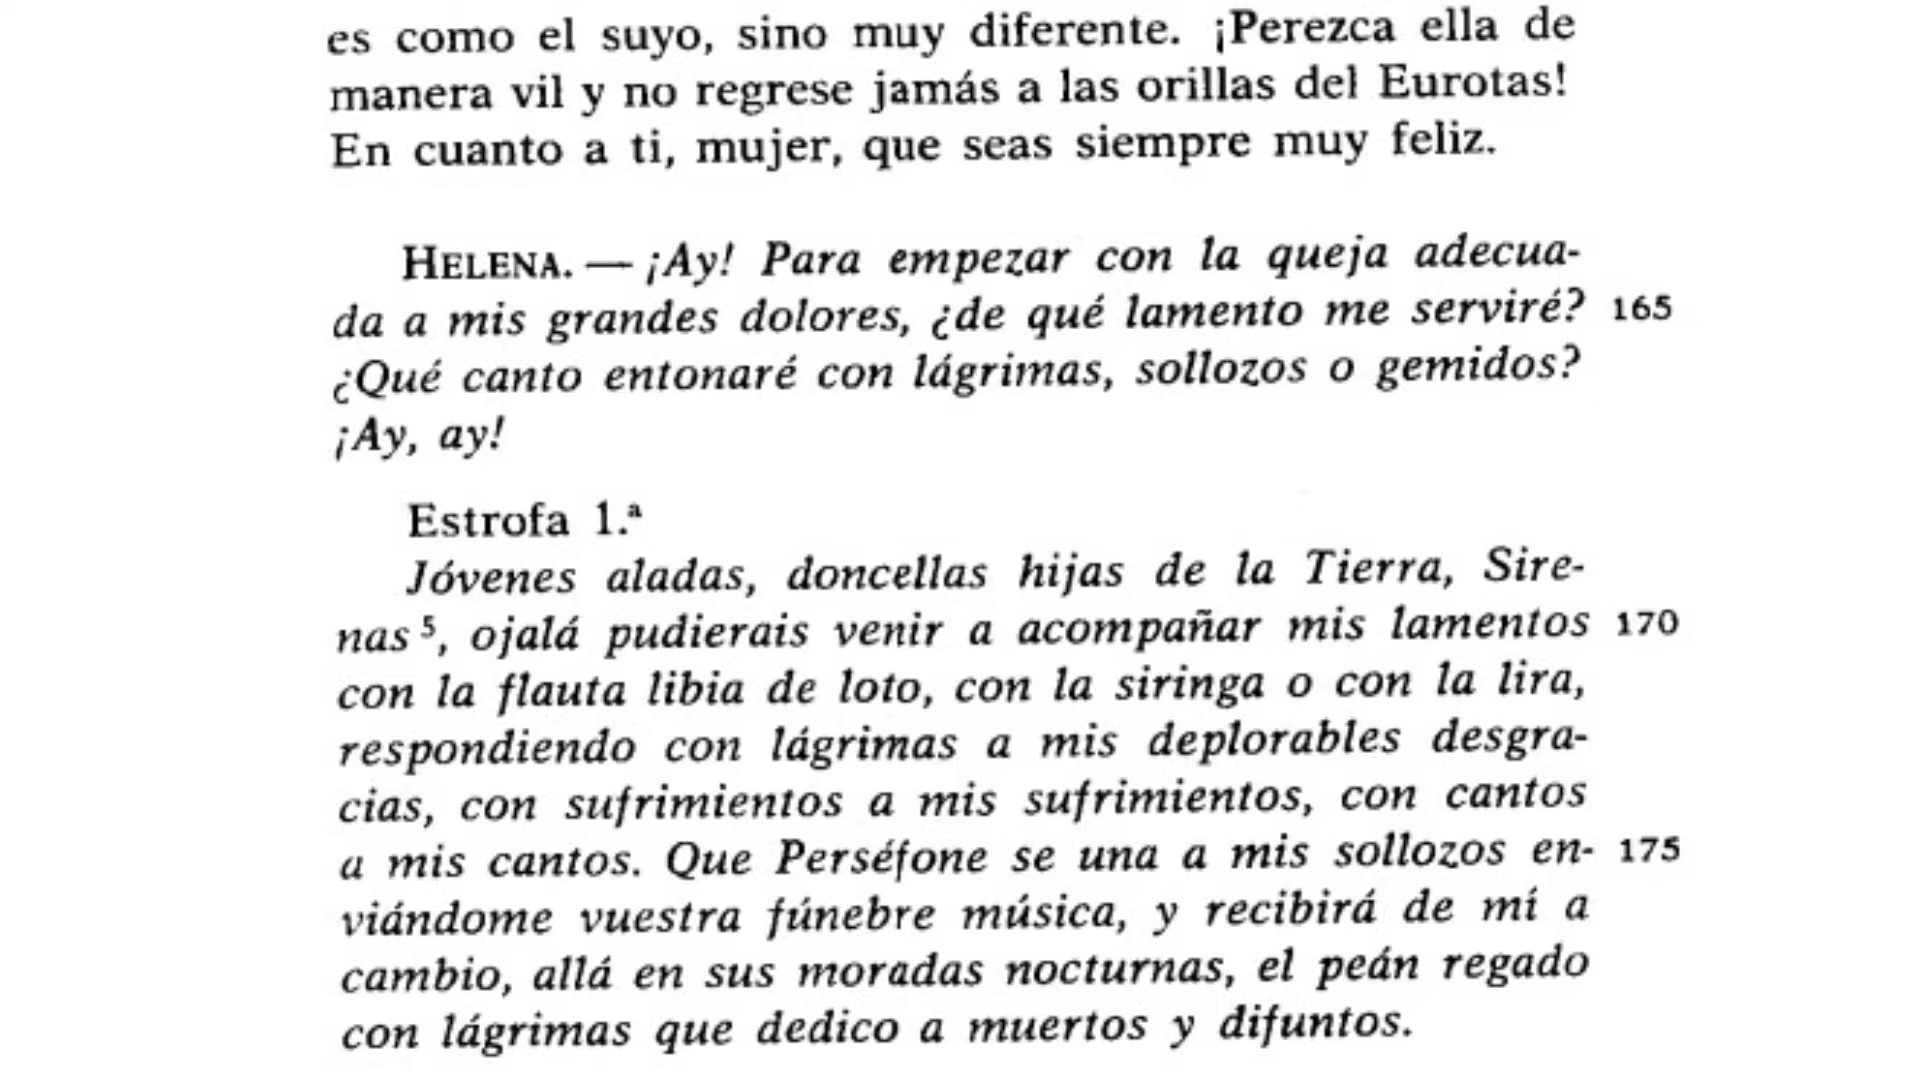 es como el suyo, sino muy diferente. ¡Perezca ella de
manera vil y no regrese jamás a las orillas del Eurotas!
En cuanto a ti, mujer, que seas siempre muy feliz.
HELENA. — ¡Ay! Para empezar con la queja adecua-
da a mis grandes dolores, ¿de qué lamento me serviré? 165
¿Qué canto entonaré con lágrimas, sollozos o gemidos?
¡Ay, ay!
Estrofa 1.ª
Jóvenes aladas, doncellas hijas de la Tierra, Sire-
nas ⁵, ojalá pudierais venir a acompañar mis lamentos 170
con la flauta libia de loto, con la siringa o con la lira,
respondiendo con lágrimas a mis deplorables desgra-
cias, con sufrimientos a mis sufrimientos, con cantos
a mis cantos. Que Perséfone se una a mis sollozos en- 175
viándome vuestra fúnebre música, y recibirá de mí a
cambio, allá en sus moradas nocturnas, el peán regado
con lágrimas que dedico a muertos y difuntos.